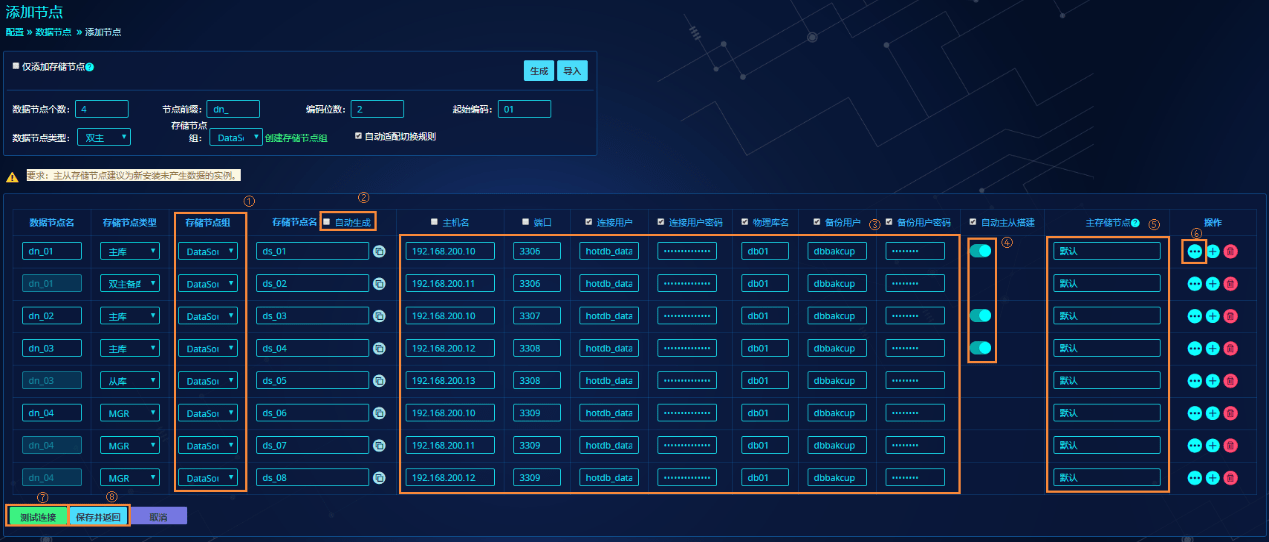 添加节点
配置 » 数据节点 » 添加节点
仅添加存储节点 ?
生成 导入
数据节点个数: 4 节点前缀: dn_ 编码位数: 2 起始编码: 01
数据节点类型: 双主 存储节点组: DataSo 创建存储节点组 自动适配切换规则
要求：主从存储节点建议为新安装未产生数据的实例。
① ②
数据节点名 存储节点类型 存储节点组 存储节点名 自动生成 主机名 端口 连接用户 连接用户密码 物理库名 备份用户 ③ 备份用户密码 自动主从搭建 主存储节点 ? ⑤ 操作
④ ⑥
dn_01 主库 DataSou ds_01 192.168.200.10 3306 hotdb_data •••••••••••••• db01 dbbakcup •••••••• 默认
dn_01 双主备库 DataSou ds_02 192.168.200.11 3306 hotdb_data •••••••••••••• db01 dbbakcup •••••••• 默认
dn_02 主库 DataSou ds_03 192.168.200.10 3307 hotdb_data •••••••••••••• db01 dbbakcup •••••••• 默认
dn_03 主库 DataSou ds_04 192.168.200.12 3308 hotdb_data •••••••••••••• db01 dbbakcup •••••••• 默认
dn_03 从库 DataSou ds_05 192.168.200.13 3308 hotdb_data •••••••••••••• db01 dbbakcup •••••••• 默认
dn_04 MGR DataSou ds_06 192.168.200.10 3309 hotdb_data •••••••••••••• db01 dbbakcup •••••••• 默认
dn_04 MGR DataSou ds_07 192.168.200.11 3309 hotdb_data •••••••••••••• db01 dbbakcup •••••••• 默认
dn_04 MGR DataSou ds_08 192.168.200.12 3309 hotdb_data •••••••••••••• db01 dbbakcup •••••••• 默认
⑦ ⑧
测试连接 保存并返回 取消